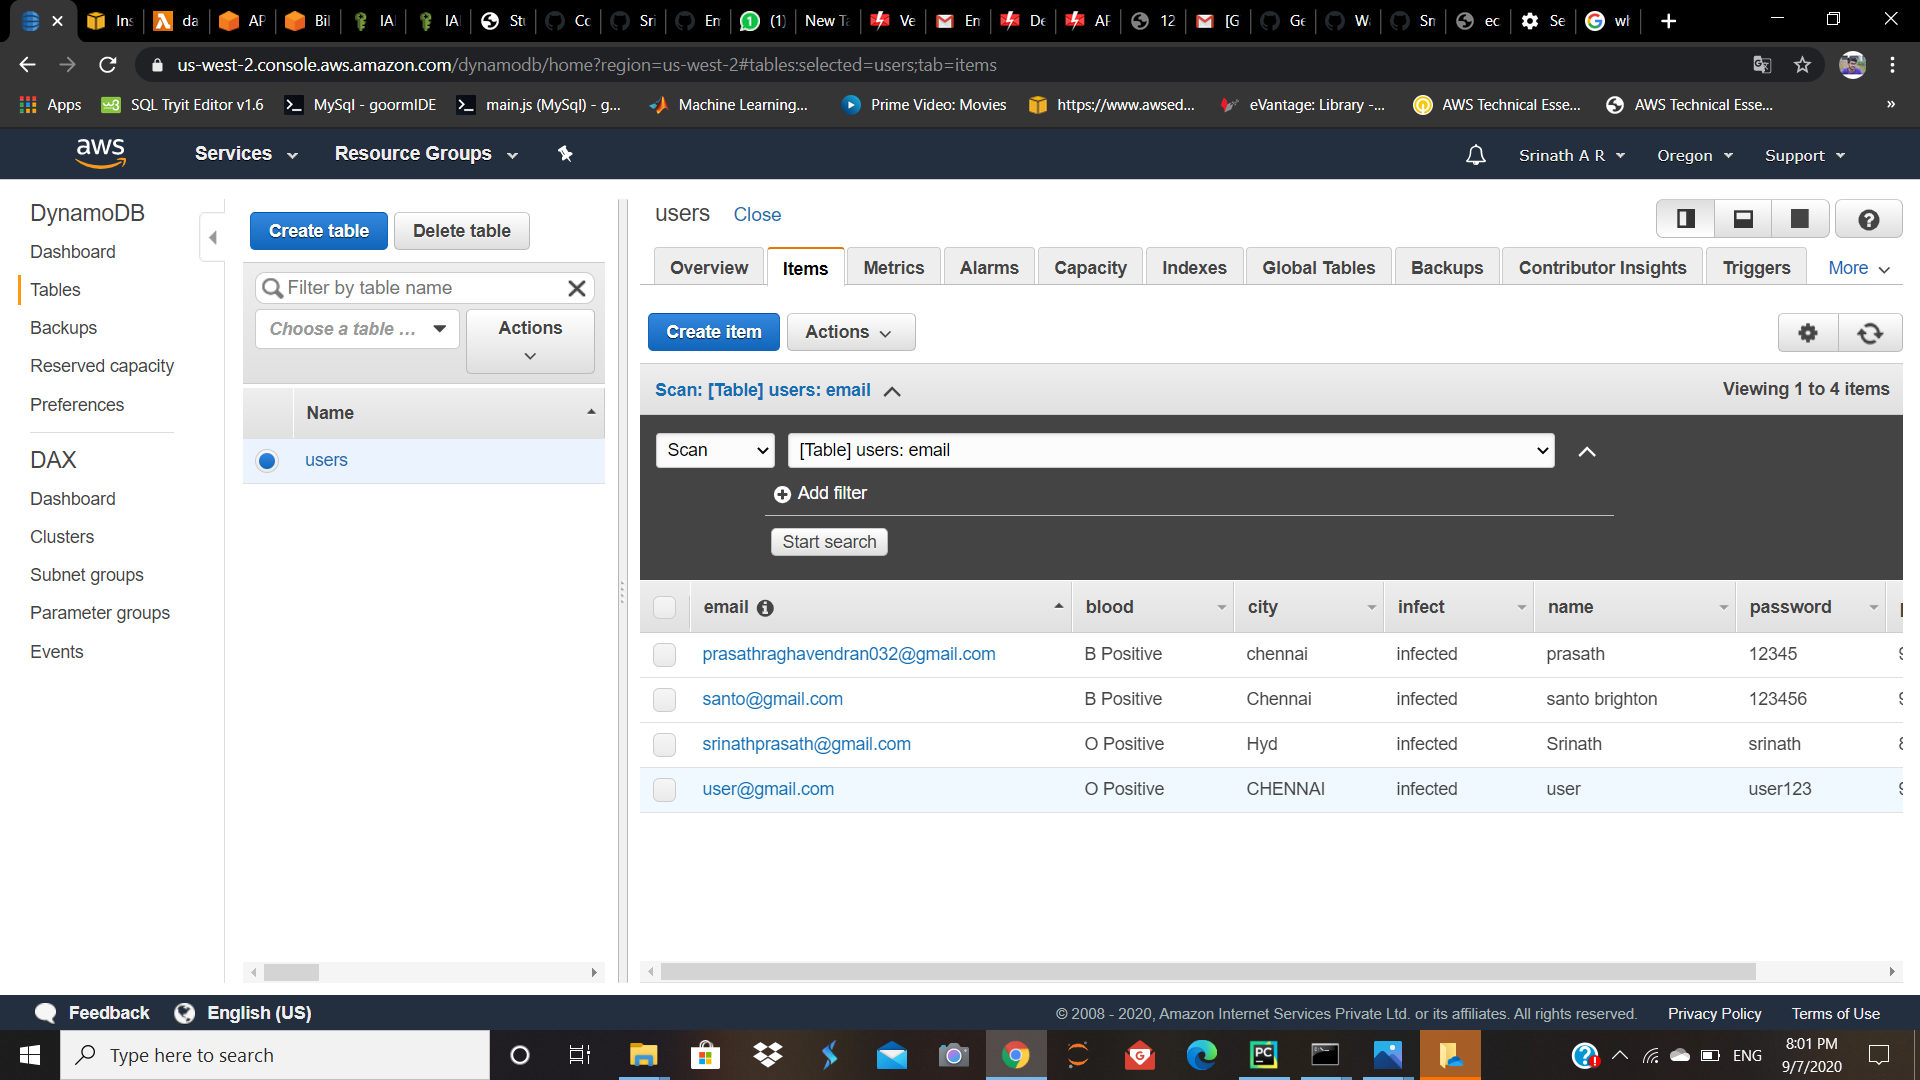 Ins
da
AP
Bil
IAI
IAI
Stu
Cc
Sri
En
(1)
New Ta
Ve
En
De
AF
12
[G
Ge
W
Sn
ec
Se
wl
us-west-2.console.aws.amazon.com/dynamodb/home?region=us-west-2#tables:selected=users;tab=items
Apps
SQL Tryit Editor v1.6
MySql - goormIDE
main.js (MySql) - g...
Machine Learning...
Prime Video: Movies
https://www.awsed...
eVantage: Library -...
AWS Technical Esse...
AWS Technical Esse...
»
aws
Services
Resource Groups
Srinath A R
Oregon
Support
DynamoDB
Dashboard
Tables
Backups
Reserved capacity
Preferences
DAX
Dashboard
Clusters
Subnet groups
Parameter groups
Events
Create table
Delete table
Filter by table name
Choose a table ...
Actions
Name
users
users Close
Overview
Items
Metrics
Alarms
Capacity
Indexes
Global Tables
Backups
Contributor Insights
Triggers
More
Create item
Actions
Scan: [Table] users: email
Viewing 1 to 4 items
Scan
[Table] users: email
Add filter
Start search
email blood city infect name password
prasathraghavendran032@gmail.com B Positive chennai infected prasath 12345
santo@gmail.com B Positive Chennai infected santo brighton 123456
srinathprasath@gmail.com O Positive Hyd infected Srinath srinath
user@gmail.com O Positive CHENNAI infected user user123
Feedback
English (US)
© 2008 - 2020, Amazon Internet Services Private Ltd. or its affiliates. All rights reserved.
Privacy Policy
Terms of Use
Type here to search
PC
ENG
8:01 PM
9/7/2020